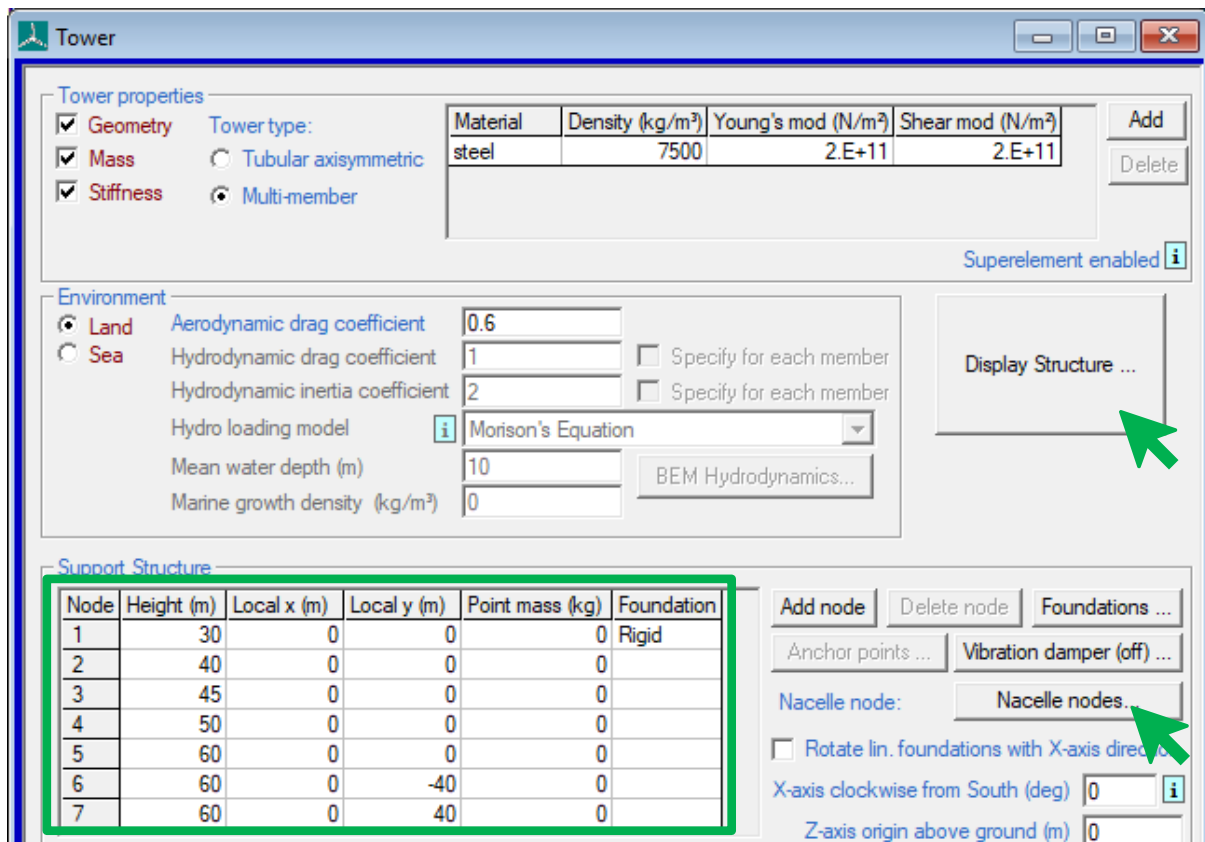 Tower
Tower properties
Geometry
Mass
Stiffness
Tower type:
Tubular axisymmetric
Multi-member
Material Density (kg/m³) Young's mod (N/m²) Shear mod (N/m²)
steel 7500 2.E+11 2.E+11
Add
Delete
Superelement enabled i
Environment
Land
Sea
Aerodynamic drag coefficient 0.6
Hydrodynamic drag coefficient 1 Specify for each member
Hydrodynamic inertia coefficient 2 Specify for each member
Hydro loading model i Morison's Equation
Mean water depth (m) 10
BEM Hydrodynamics...
Marine growth density (kg/m³) 0
Display Structure ...
Support Structure
Node Height (m) Local x (m) Local y (m) Point mass (kg) Foundation
1 30 0 0 0 Rigid
2 40 0 0 0
3 45 0 0 0
4 50 0 0 0
5 60 0 0 0
6 60 0 -40 0
7 60 0 40 0
Add node Delete node Foundations ...
Anchor points ... Vibration damper (off) ...
Nacelle node: Nacelle nodes...
Rotate lin. foundations with X-axis
X-axis clockwise from South (deg) 0 i
Z-axis origin above ground (m) 0